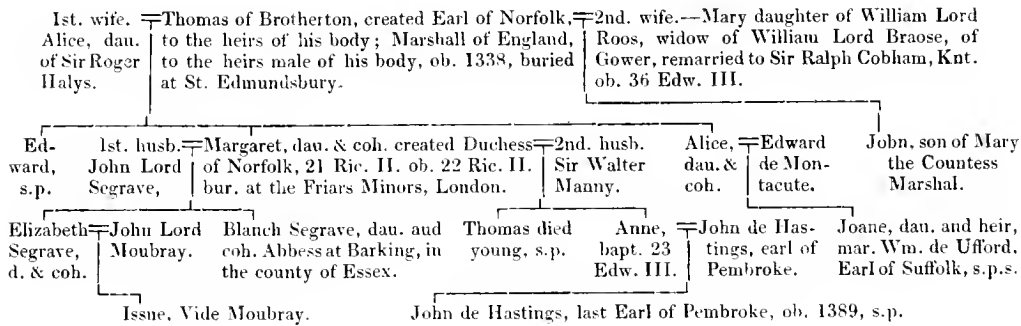 1st. wife. ╤Thomas of Brotherton, created Earl of Norfolk,╤2nd. wife.—Mary daughter of William Lord
Alice, dau. to the heirs of his body; Marshall of England, Roos, widow of William Lord Braose, of
of Sir Roger to the heirs male of his body, ob. 1338, buried Gower, remarried to Sir Ralph Cobham, Knt.
Halys. at St. Edmundsbury. ob. 36 Edw. III.
Ed- 1st. husb.╤Margaret, dau. & coh. created Duchess╤2nd. husb. Alice, ╤Edward John, son of Mary
ward, John Lord of Norfolk, 21 Ric. II. ob. 22 Ric. II. Sir Walter dau. & de Mon- the Countess
s.p. Segrave, bur. at the Friars Minors, London. Manny. coh. tacute. Marshal.
Elizabeth╤John Lord Blanch Segrave, dau. and Thomas died Anne, ╤John de Has- Joane, dau. and heir,
Segrave, Moubray. coh. Abbess at Barking, in young, s.p. bapt. 23 tings, earl of mar. Wm. de Ufford.
d. & coh. the county of Essex. Edw. III. Pembroke. Earl of Suffolk, s.p.s.
Issue, Vide Moubray. John de Hastings, last Earl of Pembroke, ob. 1389, s.p.